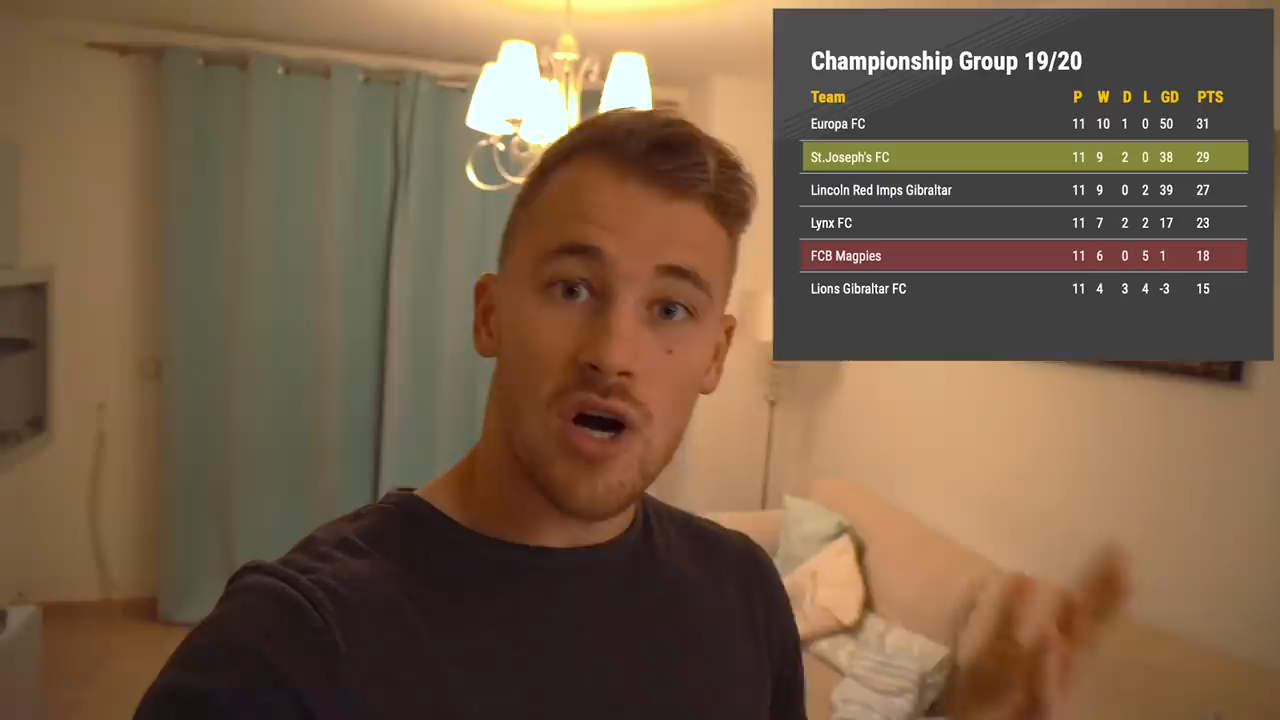 Championship Group 19/20
Team P W D L GD PTS
Europa FC 11 10 1 0 50 31
St.Joseph's FC 11 9 2 0 38 29
Lincoln Red Imps Gibraltar 11 9 0 2 39 27
Lynx FC 11 7 2 2 17 23
FCB Magpies 11 6 0 5 1 18
Lions Gibraltar FC 11 4 3 4 -3 15